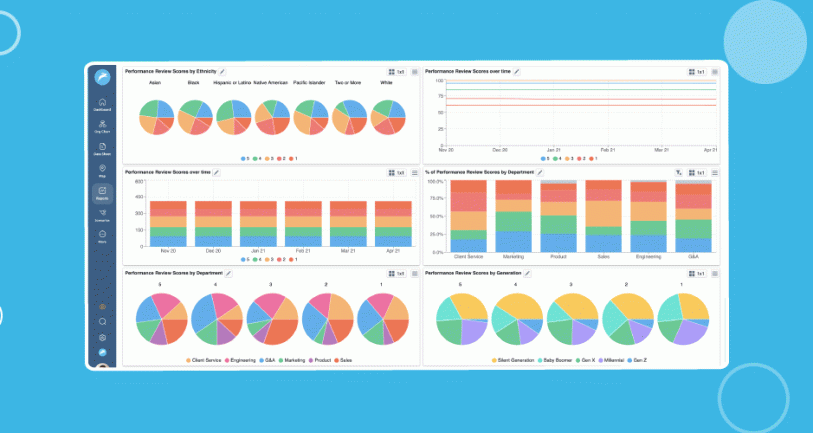 Performance Review Scores by Ethnicity
1x1
Asian Black Hispanic or Latino Native American Pacific Islander Two or More White
5 4 3 2 1
Performance Review Scores over time
1x1
100
75
50
25
0
Nov 20 Dec 20 Jan 21 Feb 21 Mar 21 Apr 21
5 4 3 2 1
Dashboard
Org Chart
Data Sheet
Map
Reports
Performance Review Scores over time
1x1
600
0
Nov 20 Dec 20 Jan 21 Feb 21 Mar 21 Apr 21
5 4 3 2 1
% of Performance Review Scores by Department
1x1
100.0%
75.0%
50.0%
25.0%
0.0%
Client Service Marketing Product Sales Engineering G&A
Performance Review Scores by Department
1x1
5 4 3 2 1
Client Service Engineering G&A Marketing Product Sales
Performance Review Scores by Generation
1x1
5 4 3 2 1
Silent Generation Baby Boomer Gen X Millennial Gen Z